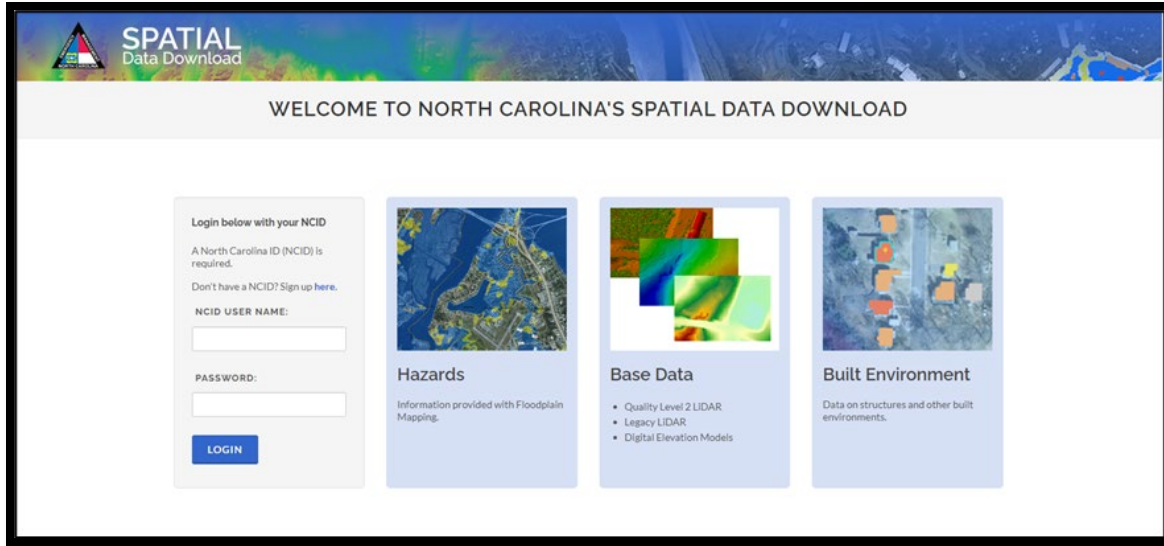 SPATIAL
Data Download
NORTH CAROLINA
WELCOME TO NORTH CAROLINA'S SPATIAL DATA DOWNLOAD
Login below with your NCID
A North Carolina ID (NCID) is
required.
Don't have a NCID? Sign up here.
NCID USER NAME:
PASSWORD:
LOGIN
Hazards
Information provided with Floodplain
Mapping.
Base Data
• Quality Level 2 LIDAR
• Legacy LIDAR
• Digital Elevation Models
Built Environment
Data on structures and other built
environments.